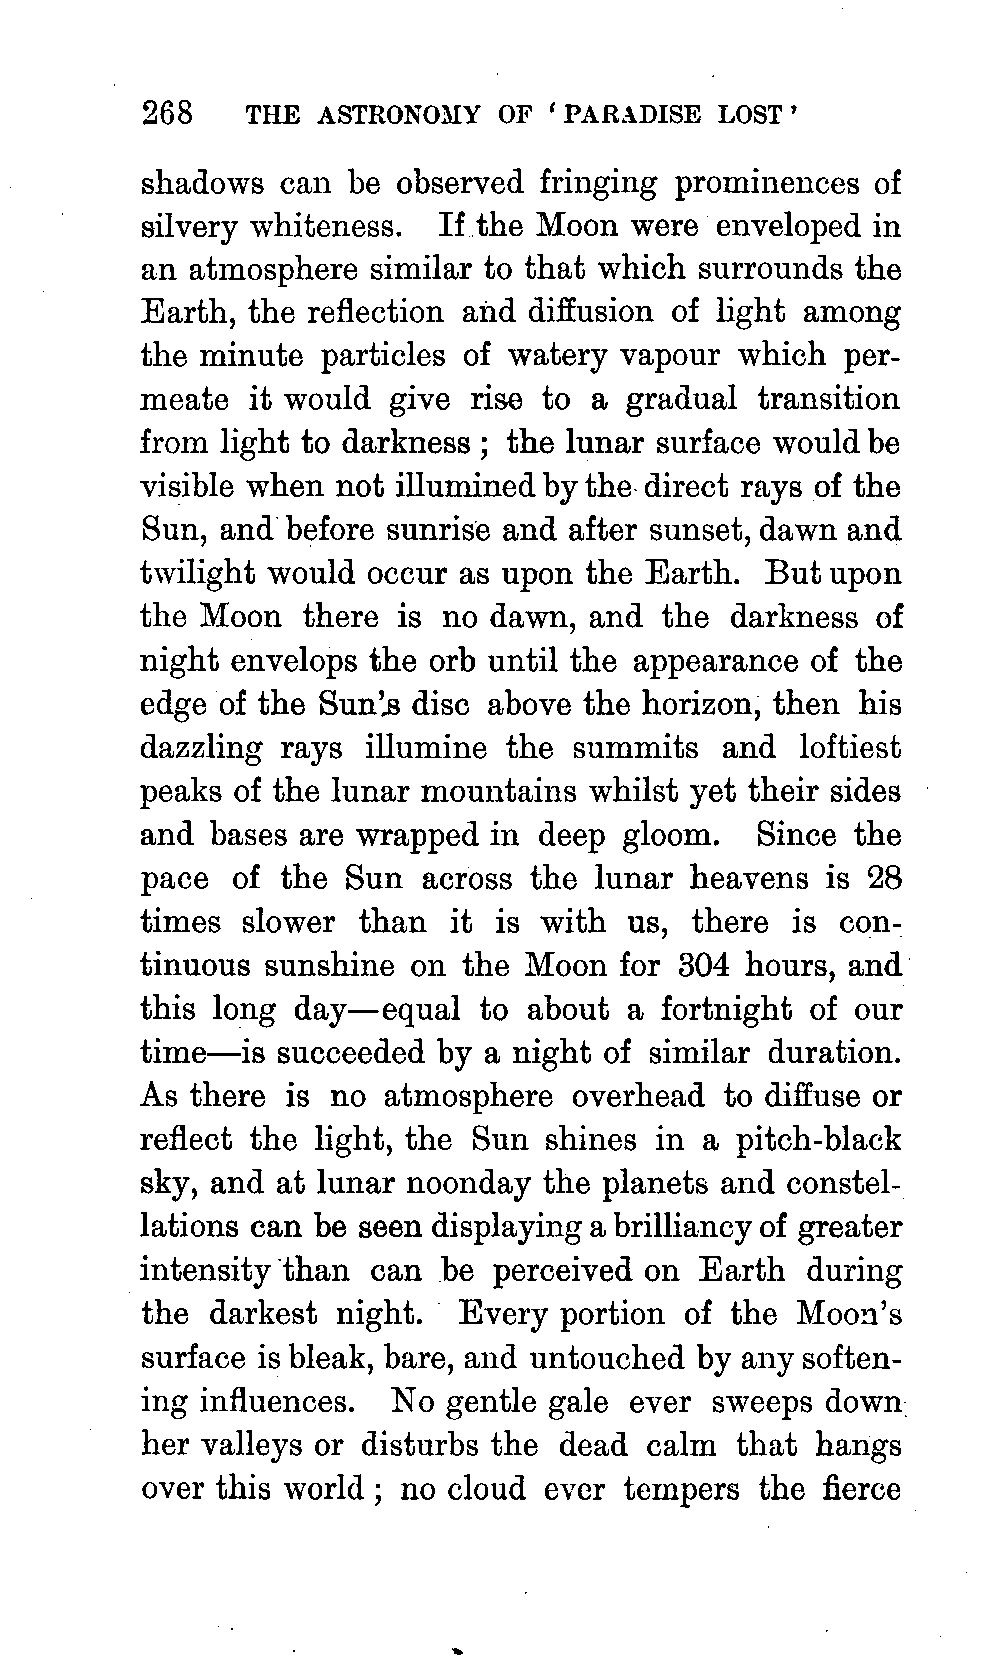 268 THE ASTRONOMY OF ‘PARADISE LOST’
shadows can be observed fringing prominences of
silvery whiteness. If the Moon were enveloped in
an atmosphere similar to that which surrounds the
Earth, the reflection and diffusion of light among
the minute particles of watery vapour which per-
meate it would give rise to a gradual transition
from light to darkness ; the lunar surface would be
visible when not illumined by the direct rays of the
Sun, and before sunrise and after sunset, dawn and
twilight would occur as upon the Earth. But upon
the Moon there is no dawn, and the darkness of
night envelops the orb until the appearance of the
edge of the Sun’s disc above the horizon, then his
dazzling rays illumine the summits and loftiest
peaks of the lunar mountains whilst yet their sides
and bases are wrapped in deep gloom. Since the
pace of the Sun across the lunar heavens is 28
times slower than it is with us, there is con-
tinuous sunshine on the Moon for 304 hours, and
this long day—equal to about a fortnight of our
time—is succeeded by a night of similar duration.
As there is no atmosphere overhead to diffuse or
reflect the light, the Sun shines in a pitch-black
sky, and at lunar noonday the planets and constel-
lations can be seen displaying a brilliancy of greater
intensity than can be perceived on Earth during
the darkest night. Every portion of the Moon’s
surface is bleak, bare, and untouched by any soften-
ing influences. No gentle gale ever sweeps down
her valleys or disturbs the dead calm that hangs
over this world ; no cloud ever tempers the fierce